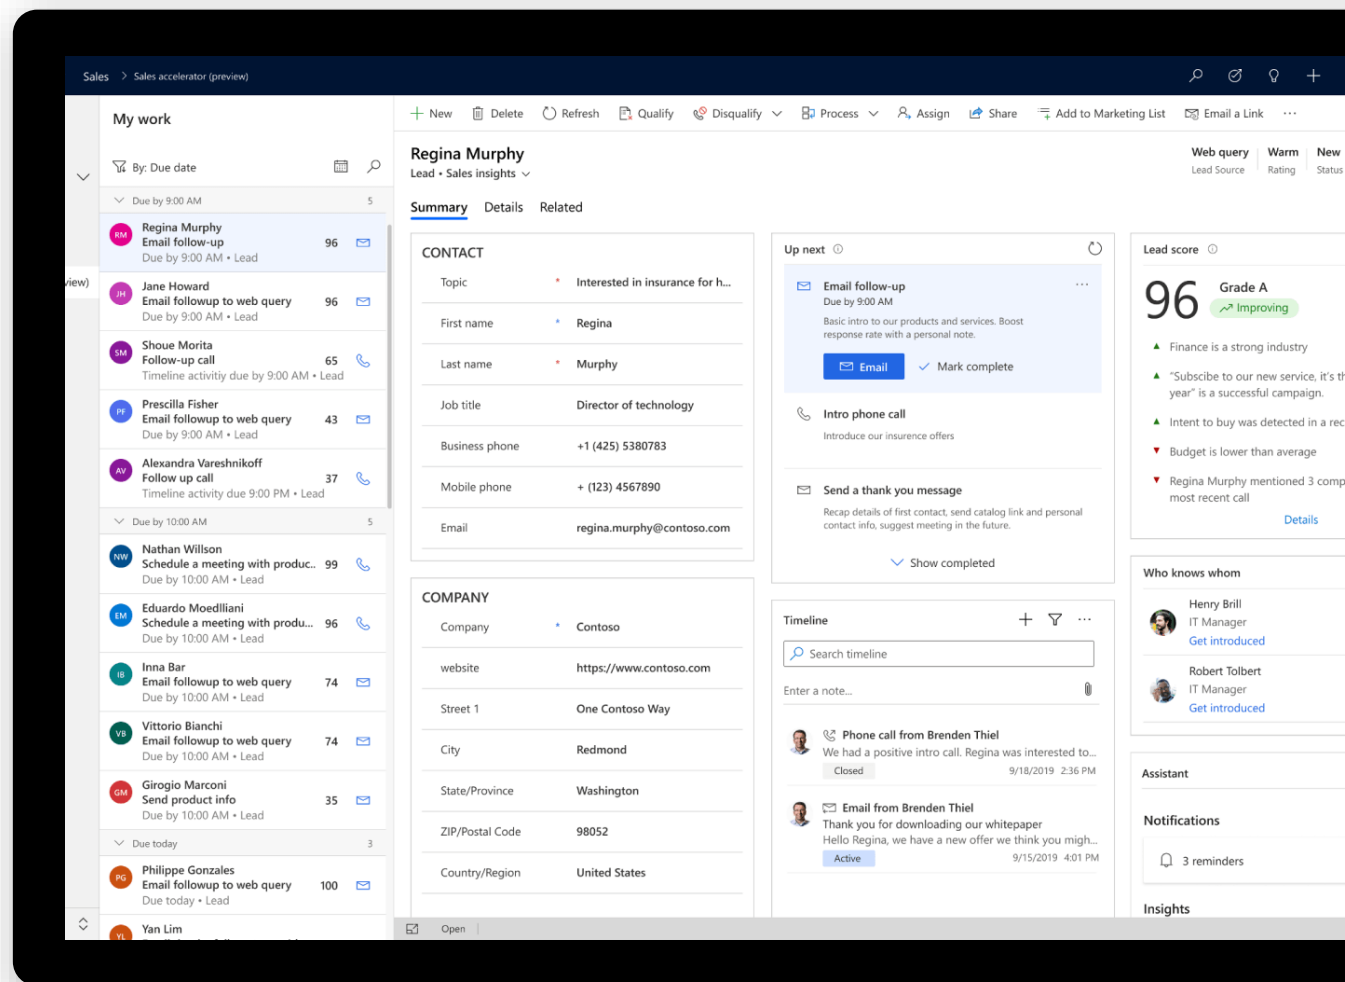 Sales > Sales accelerator (preview)
My work
By: Due date
view)
Due by 9:00 AM 5
RM
Regina Murphy
Email follow-up 96
Due by 9:00 AM • Lead
JH
Jane Howard
Email followup to web query 96
Due by 9:00 AM • Lead
SM
Shoue Morita
Follow-up call 65
Timeline activitiy due by 9:00 AM • Lead
PF
Prescilla Fisher
Email followup to web query 43
Due by 9:00 AM • Lead
AV
Alexandra Vareshnikoff
Follow up call 37
Timeline activity due 9:00 PM • Lead
Due by 10:00 AM 5
NW
Nathan Willson
Schedule a meeting with produc.. 99
Due by 10:00 AM • Lead
EM
Eduardo Moedlliani
Schedule a meeting with produ... 96
Due by 10:00 AM • Lead
IB
Inna Bar
Email followup to web query 74
Due by 10:00 AM • Lead
VB
Vittorio Bianchi
Email followup to web query 74
Due by 10:00 AM • Lead
GM
Girogio Marconi
Send product info 35
Due by 10:00 AM • Lead
Due today 3
PG
Philippe Gonzales
Email followup to web query 100
Due today • Lead
YL
Yan Lim
New Delete Refresh Qualify Disqualify Process Assign Share Add to Marketing List Email a Link ...
Regina Murphy
Lead • Sales insights
Web query Warm New
Lead Source Rating Status
Summary Details Related
CONTACT
Topic * Interested in insurance for h...
First name * Regina
Last name * Murphy
Job title Director of technology
Business phone +1 (425) 5380783
Mobile phone + (123) 4567890
Email regina.murphy@contoso.com
COMPANY
Company * Contoso
website https://www.contoso.com
Street 1 One Contoso Way
City Redmond
State/Province Washington
ZIP/Postal Code 98052
Country/Region United States
Up next
Email follow-up ...
Due by 9:00 AM
Basic intro to our products and services. Boost
response rate with a personal note.
Email Mark complete
Intro phone call
Introduce our insurence offers
Send a thank you message
Recap details of first contact, send catalog link and personal
contact info, suggest meeting in the future.
Show completed
Timeline ...
Search timeline
Enter a note...
Phone call from Brenden Thiel
We had a positive intro call. Regina was interested to...
Closed 9/18/2019 2:36 PM
Email from Brenden Thiel
Thank you for downloading our whitepaper
Hello Regina, we have a new offer we think you migh...
Active 9/15/2019 4:01 PM
Lead score
96 Grade A
Improving
Finance is a strong industry
"Subscibe to our new service, it's th
year" is a successful campaign.
Intent to buy was detected in a rec
Budget is lower than average
Regina Murphy mentioned 3 comp
most recent call
Details
Who knows whom
Henry Brill
IT Manager
Get introduced
Robert Tolbert
IT Manager
Get introduced
Assistant
Notifications
3 reminders
Insights
Open